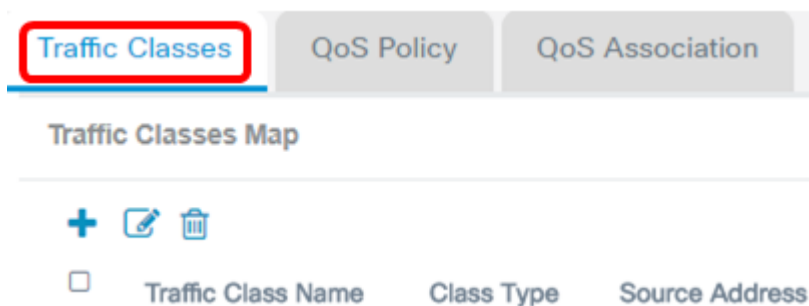 Traffic Classes QoS Policy QoS Association
Traffic Classes Map
Traffic Class Name Class Type Source Address